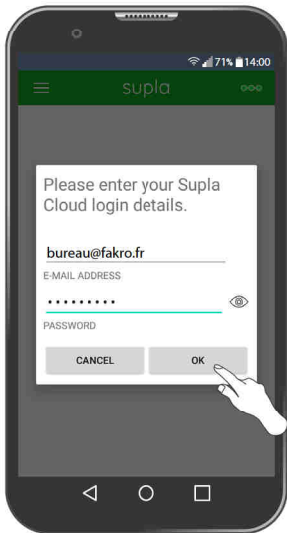 71% 14:00
supla
Please enter your Supla
Cloud login details.
bureau@fakro.fr
E-MAIL ADDRESS
•••••••••
PASSWORD
CANCEL OK